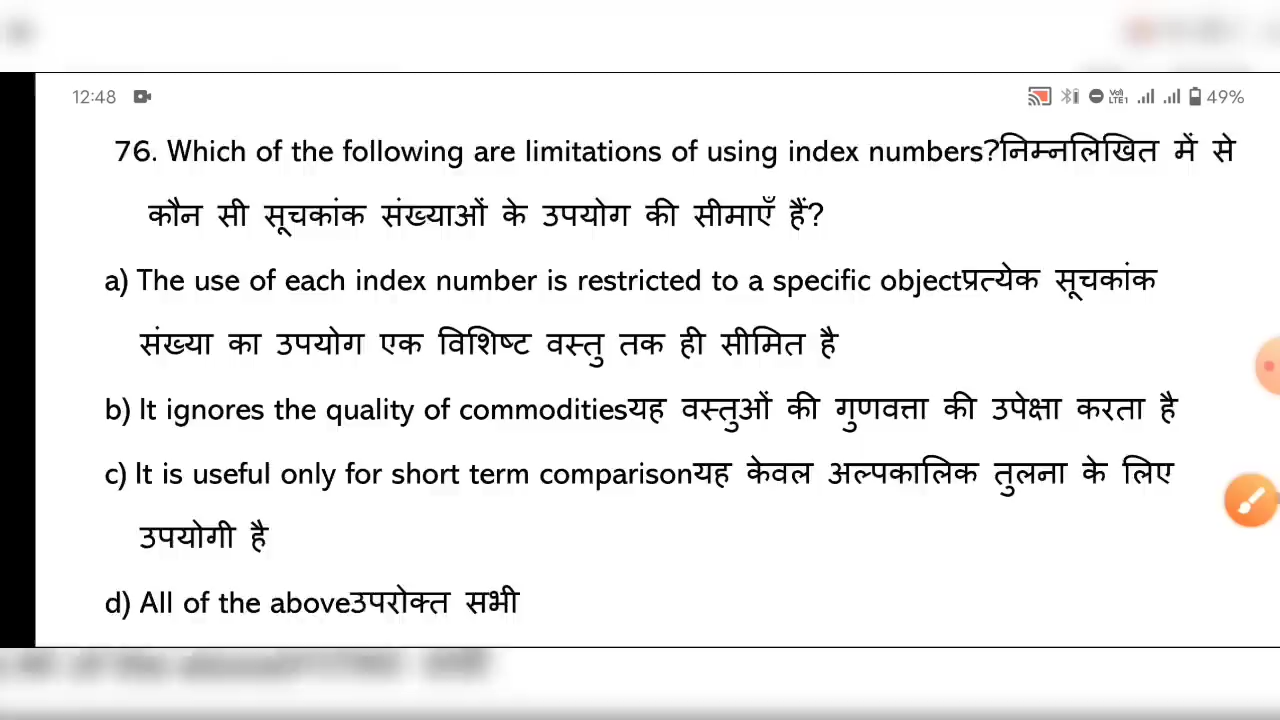 12:48 49%
76. Which of the following are limitations of using index numbers?निम्नलिखित में से
कौन सी सूचकांक संख्याओं के उपयोग की सीमाएँ हैं?
a) The use of each index number is restricted to a specific objectप्रत्येक सूचकांक
संख्या का उपयोग एक विशिष्ट वस्तु तक ही सीमित है
b) It ignores the quality of commoditiesयह वस्तुओं की गुणवत्ता की उपेक्षा करता है
c) It is useful only for short term comparisonयह केवल अल्पकालिक तुलना के लिए
उपयोगी है
d) All of the aboveउपरोक्त सभी